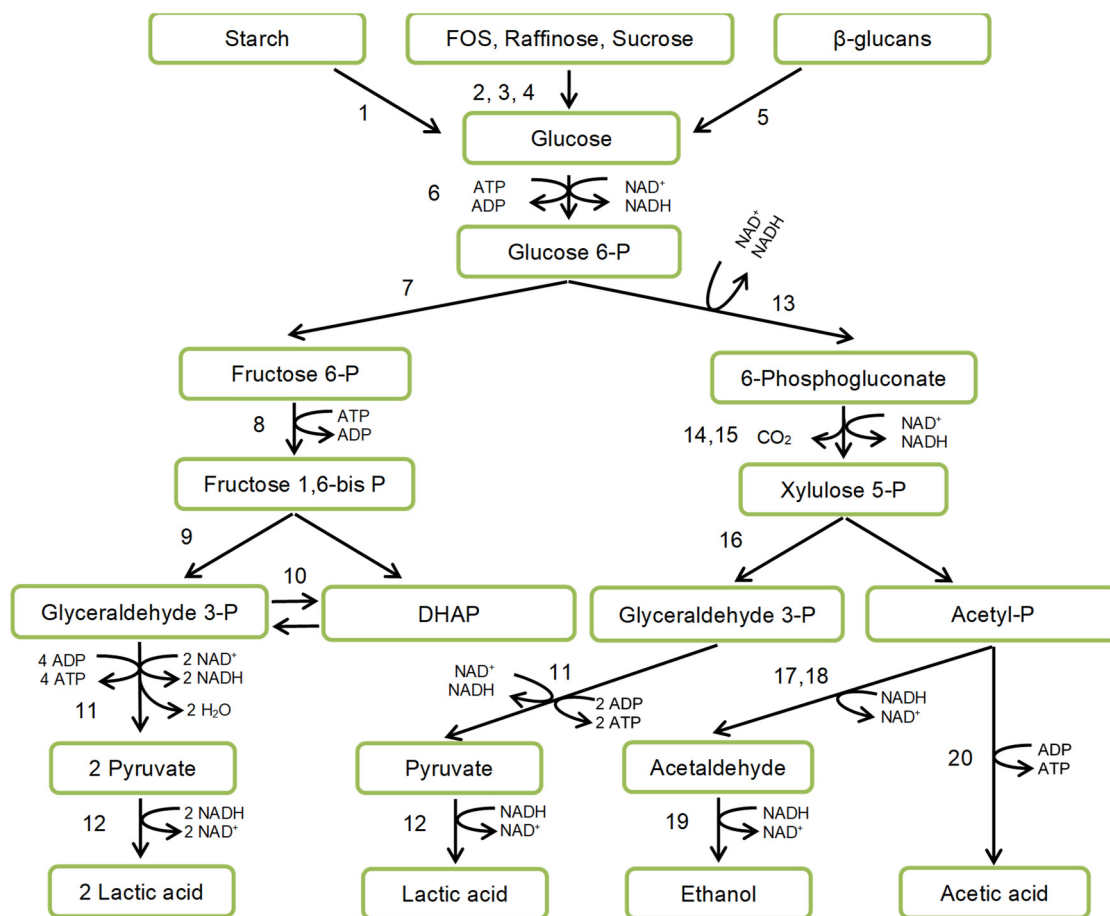 Starch
FOS, Raffinose, Sucrose
β-glucans
1
2, 3, 4
5
Glucose
6
ATP
ADP
NAD⁺
NADH
Glucose 6-P
NAD⁺
NADH
7
13
Fructose 6-P
6-Phosphogluconate
8
ATP
ADP
14,15
CO₂
NAD⁺
NADH
Fructose 1,6-bis P
Xylulose 5-P
9
16
10
Glyceraldehyde 3-P
DHAP
Glyceraldehyde 3-P
Acetyl-P
4 ADP
4 ATP
2 NAD⁺
2 NADH
2 H₂O
11
NAD⁺
NADH
11
2 ADP
2 ATP
17,18
NADH
NAD⁺
20
ADP
ATP
2 Pyruvate
Pyruvate
Acetaldehyde
12
2 NADH
2 NAD⁺
12
NADH
NAD⁺
19
NADH
NAD⁺
2 Lactic acid
Lactic acid
Ethanol
Acetic acid